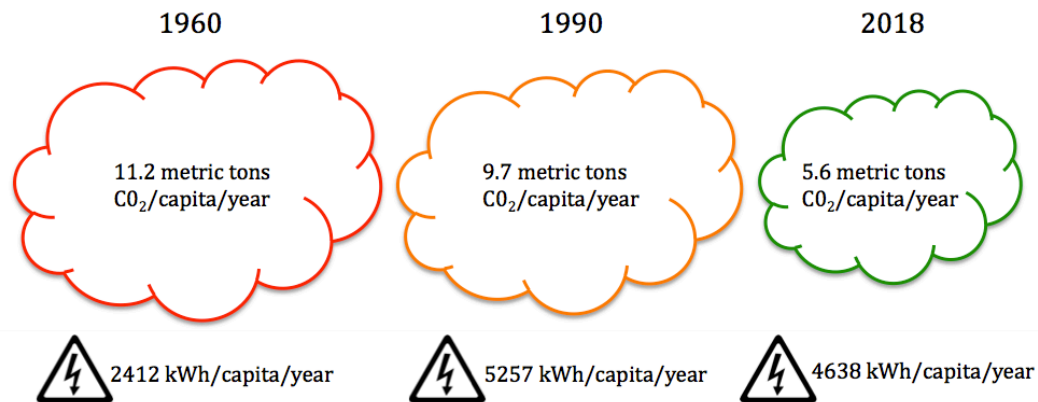 1960
1990
2018
11.2 metric tons
C0₂/capita/year
9.7 metric tons
C0₂/capita/year
5.6 metric tons
C0₂/capita/year
2412 kWh/capita/year
5257 kWh/capita/year
4638 kWh/capita/year